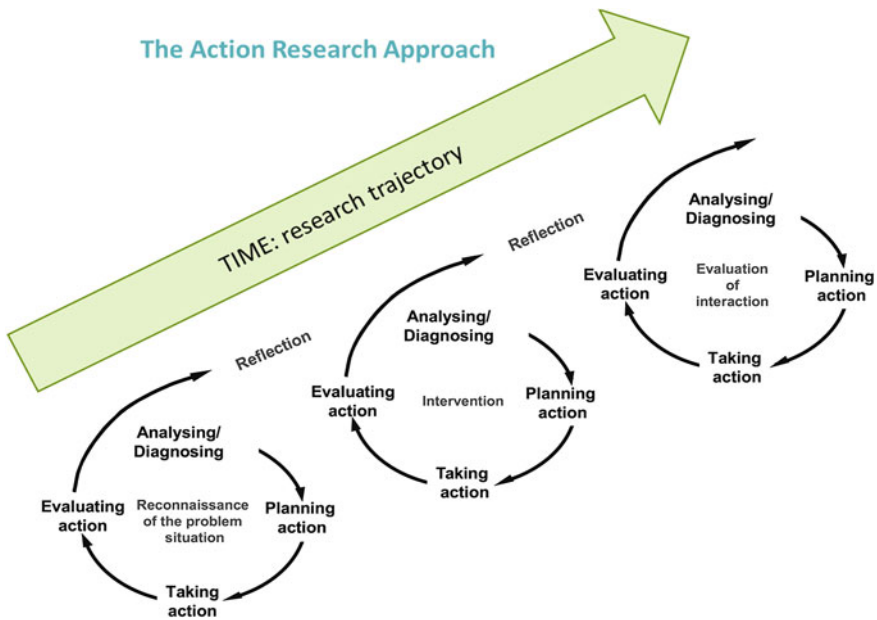 The Action Research Approach
TIME: research trajectory
Reflection
Analysing/
Diagnosing
Evaluating
action
Reconnaissance
of the problem
situation
Planning
action
Taking
action
Reflection
Analysing/
Diagnosing
Evaluating
action
Intervention
Planning
action
Taking
action
Analysing/
Diagnosing
Evaluating
action
Evaluation
of
interaction
Planning
action
Taking
action